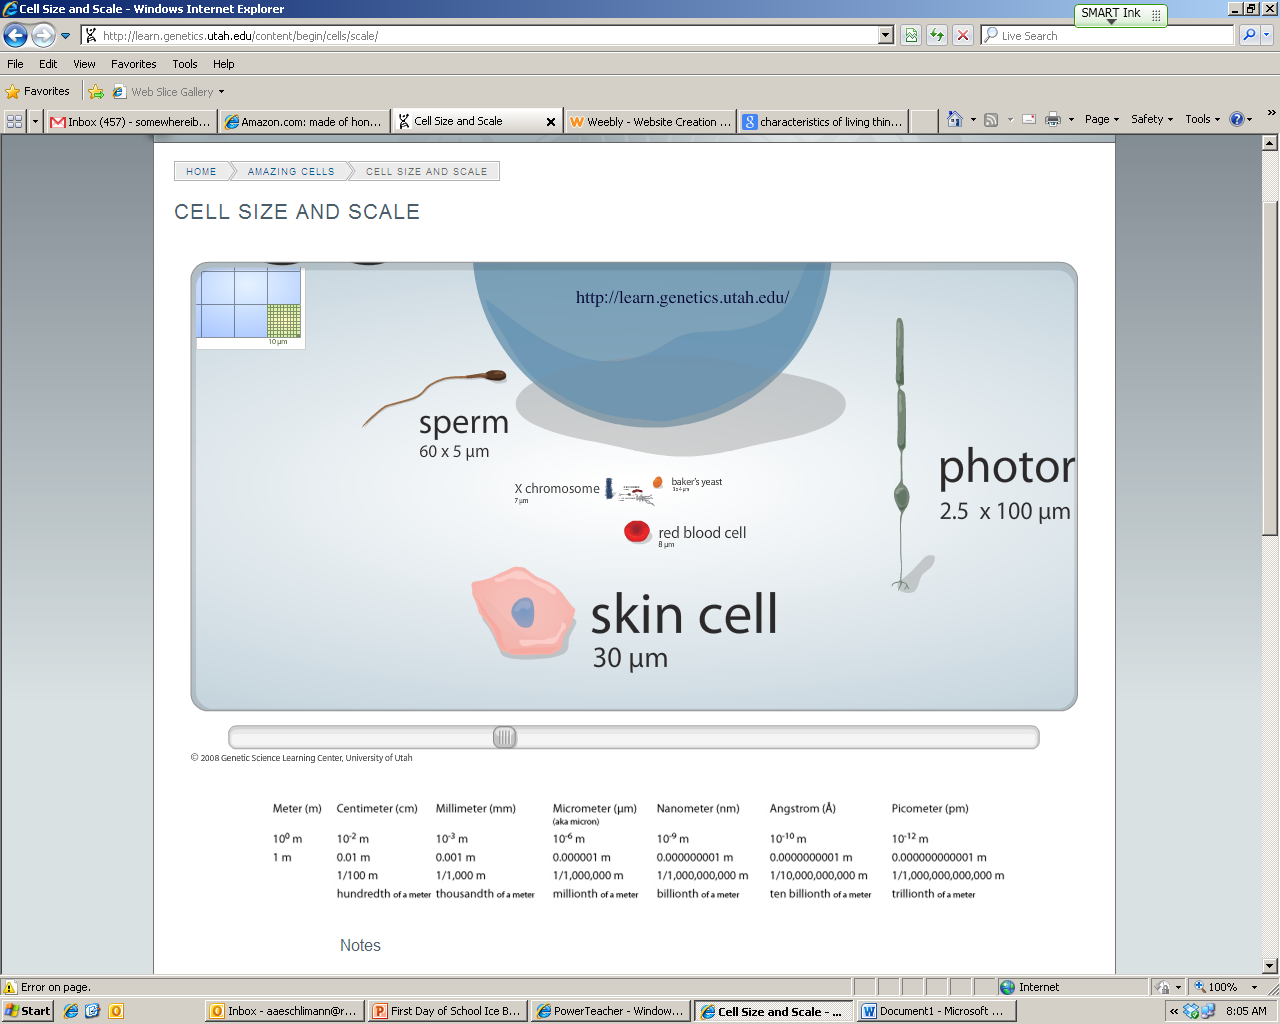 Cell Size and Scale - Windows Internet Explorer
SMART Ink
http://learn.genetics.utah.edu/content/begin/cells/scale/
Live Search
File Edit View Favorites Tools Help
Favorites Web Slice Gallery
Inbox (457) - somewhereib... Amazon.com: made of hon... Cell Size and Scale Weebly - Website Creation ... characteristics of living thin...
Page Safety Tools »
HOME AMAZING CELLS CELL SIZE AND SCALE
CELL SIZE AND SCALE
http://learn.genetics.utah.edu/
10 µm
sperm
60 x 5 µm
photor
2.5 x 100 µm
X chromosome
7 µm
baker's yeast
red blood cell
8 µm
skin cell
30 µm
© 2008 Genetic Science Learning Center, University of Utah
Meter (m) Centimeter (cm) Millimeter (mm) Micrometer (µm) Nanometer (nm) Angstrom (Å) Picometer (pm)
(aka micron)
10⁰ m 10⁻² m 10⁻³ m 10⁻⁶ m 10⁻⁹ m 10⁻¹⁰ m 10⁻¹² m
1 m 0.01 m 0.001 m 0.000001 m 0.000000001 m 0.0000000001 m 0.000000000001 m
1/100 m 1/1,000 m 1/1,000,000 m 1/1,000,000,000 m 1/10,000,000,000 m 1/1,000,000,000,000 m
hundredth of a meter thousandth of a meter millionth of a meter billionth of a meter ten billionth of a meter trillionth of a meter
Notes
Error on page. Internet 100%
Start Inbox - aaeschlimann@r... First Day of School Ice B... PowerTeacher - Window... Cell Size and Scale - ... Document1 - Microsoft ... « 8:05 AM